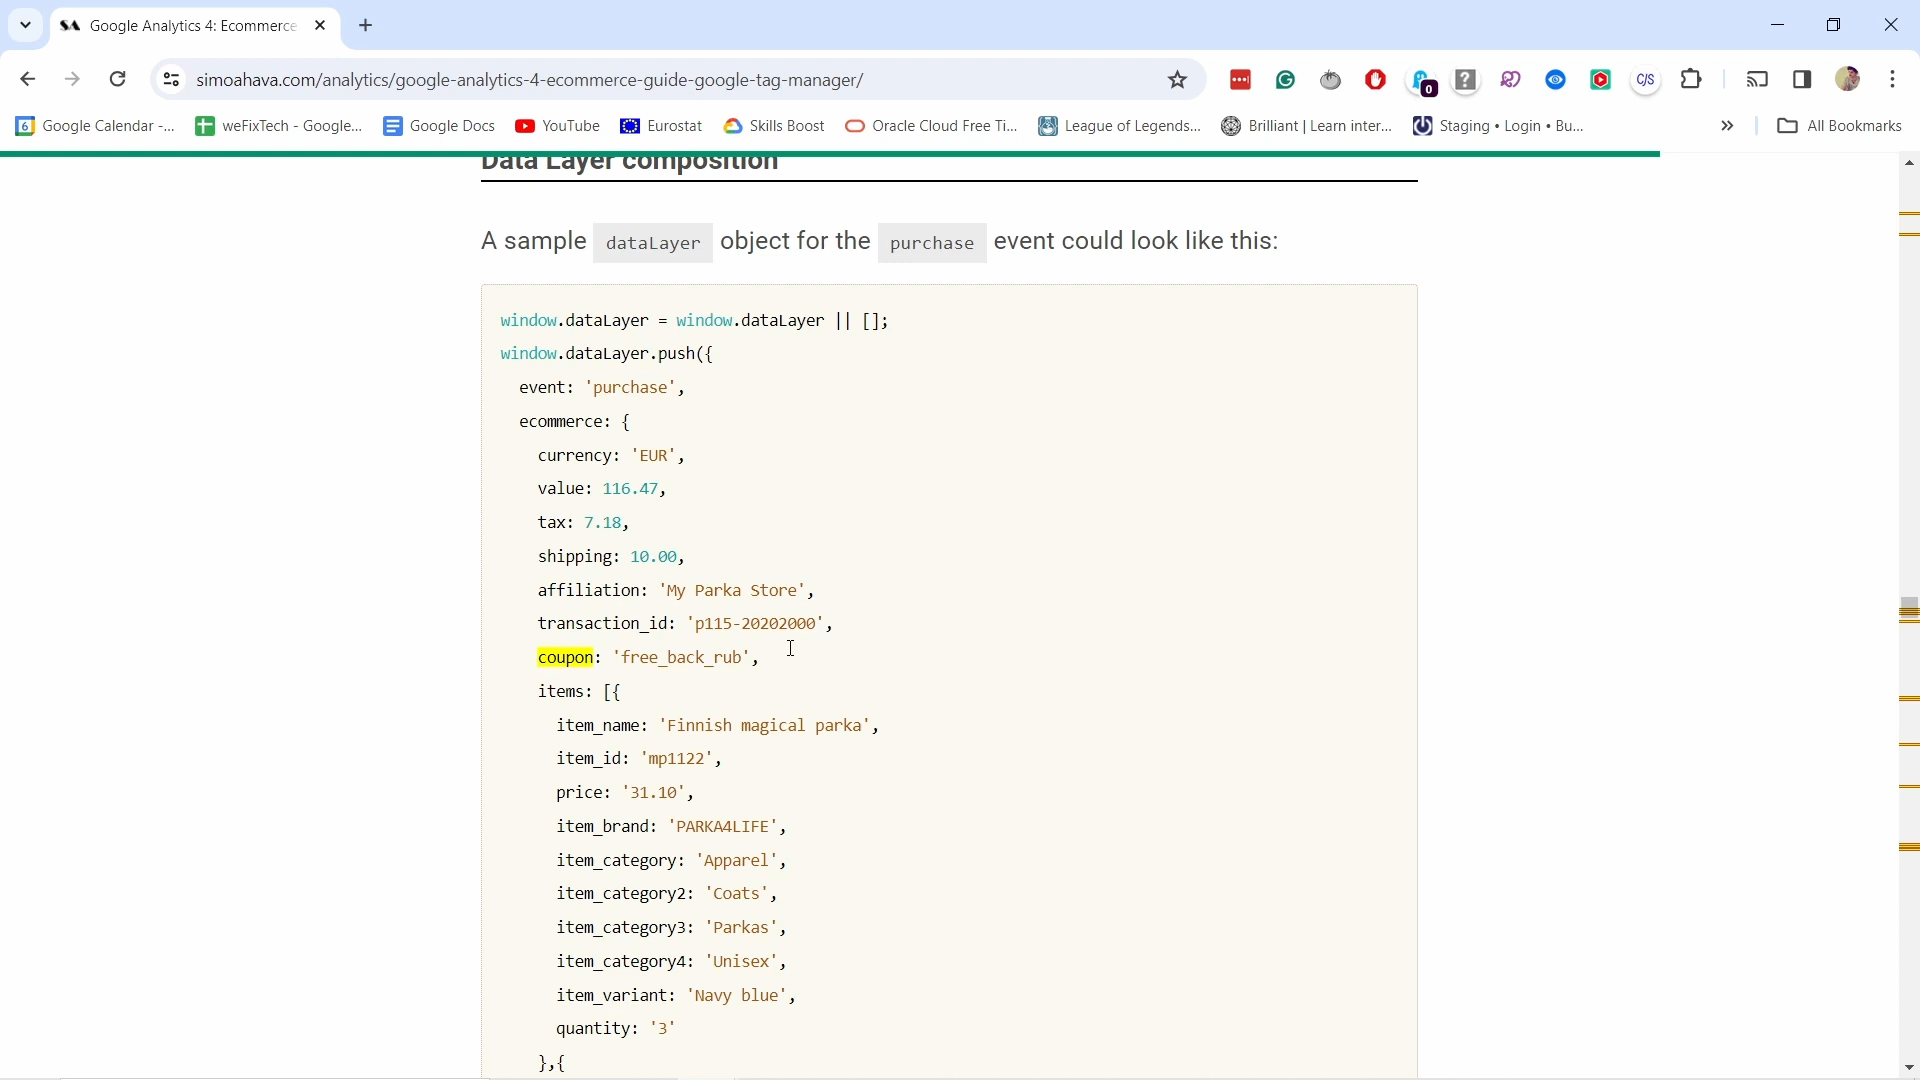 Google Analytics 4: Ecommerce
simoahava.com/analytics/google-analytics-4-ecommerce-guide-google-tag-manager/
0
C/S
6 Google Calendar -... weFixTech - Google... Google Docs YouTube Eurostat Skills Boost Oracle Cloud Free Ti... League of Legends... Brilliant | Learn inter... Staging • Login • Bu... » All Bookmarks
Data Layer composition
A sample dataLayer object for the purchase event could look like this:
window.dataLayer = window.dataLayer || [];
window.dataLayer.push({
event: 'purchase',
ecommerce: {
currency: 'EUR',
value: 116.47,
tax: 7.18,
shipping: 10.00,
affiliation: 'My Parka Store',
transaction_id: 'p115-20202000',
coupon: 'free_back_rub',
items: [{
item_name: 'Finnish magical parka',
item_id: 'mp1122',
price: '31.10',
item_brand: 'PARKA4LIFE',
item_category: 'Apparel',
item_category2: 'Coats',
item_category3: 'Parkas',
item_category4: 'Unisex',
item_variant: 'Navy blue',
quantity: '3'
},{